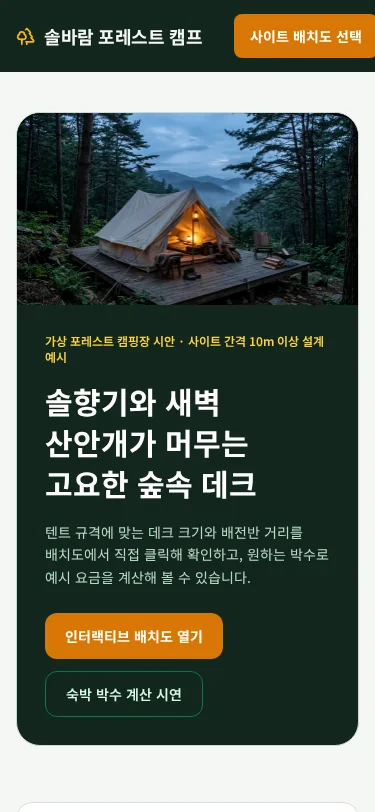 솔바람 포레스트 캠프
사이트 배치도 선택
가상 포레스트 캠핑장 시안 · 사이트 간격 10m 이상 설계
예시
솔향기와 새벽
산안개가 머무는
고요한 숲속 데크
텐트 규격에 맞는 데크 크기와 배전반 거리를
배치도에서 직접 클릭해 확인하고, 원하는 박수로
예시 요금을 계산해 볼 수 있습니다.
인터랙티브 배치도 열기
숙박 박수 계산 시연